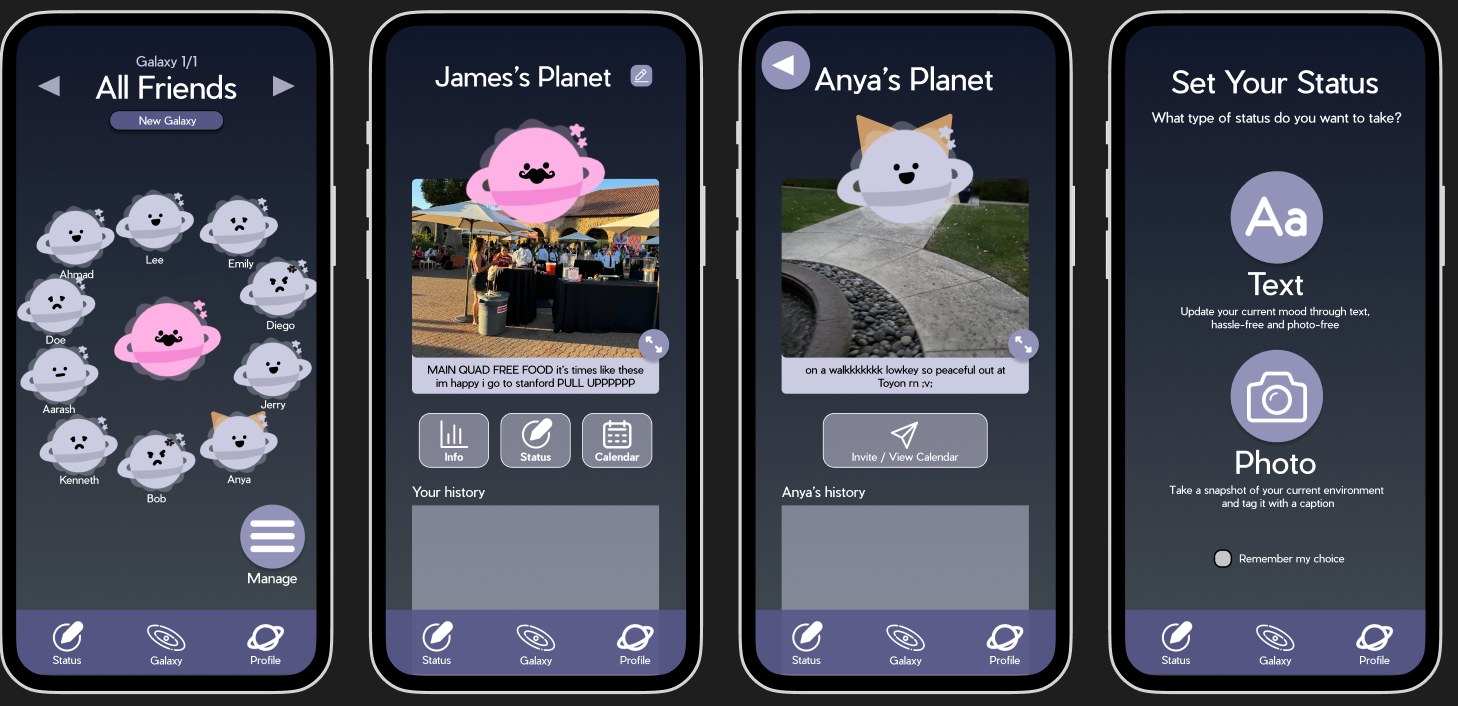 Galaxy 1/1
All Friends
New Galaxy
Ahmad
Lee
Emily
Diego
Doe
Aarash
Jerry
Kenneth
Bob
Anya
Manage
Status
Galaxy
Profile
James's Planet
MAIN QUAD FREE FOOD it's times like these
im happy i go to stanford PULL UPPPPPP
Info
Status
Calendar
Your history
Status
Galaxy
Profile
Anya's Planet
on a walkkkkkkk lowkey so peaceful out at
Toyon rn ;v;
Invite / View Calendar
Anya's history
Status
Galaxy
Profile
Set Your Status
What type of status do you want to take?
Aa
Text
Update your current mood through text,
hassle-free and photo-free
Photo
Take a snapshot of your current environment
and tag it with a caption
Remember my choice
Status
Galaxy
Profile